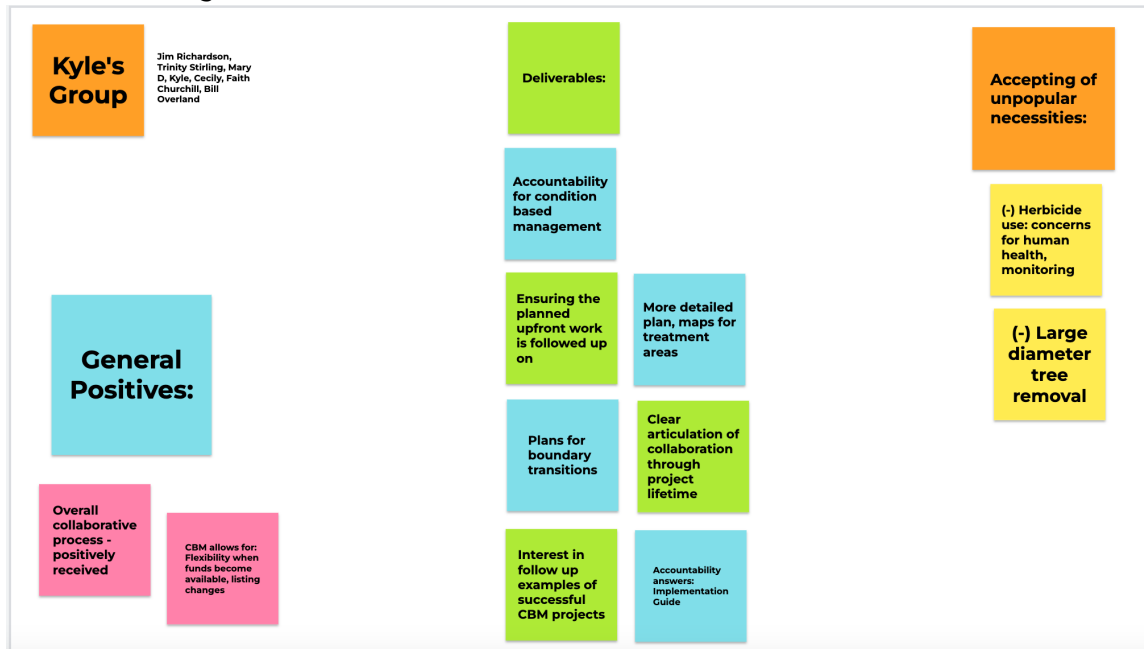 Kyle's
Group
Jim Richardson,
Trinity Stirling, Mary
D, Kyle, Cecily, Faith
Churchill, Bill
Overland
General
Positives:
Overall
collaborative
process -
positively
received
CBM allows for:
Flexibility when
funds become
available, listing
changes
Deliverables:
Accountability
for condition
based
management
Ensuring the
planned
upfront work
is followed up
on
More detailed
plan, maps for
treatment
areas
Plans for
boundary
transitions
Clear
articulation of
collaboration
through
project
lifetime
Interest in
follow up
examples of
successful
CBM projects
Accountability
answers:
Implementation
Guide
Accepting of
unpopular
necessities:
(-) Herbicide
use: concerns
for human
health,
monitoring
(-) Large
diameter
tree
removal